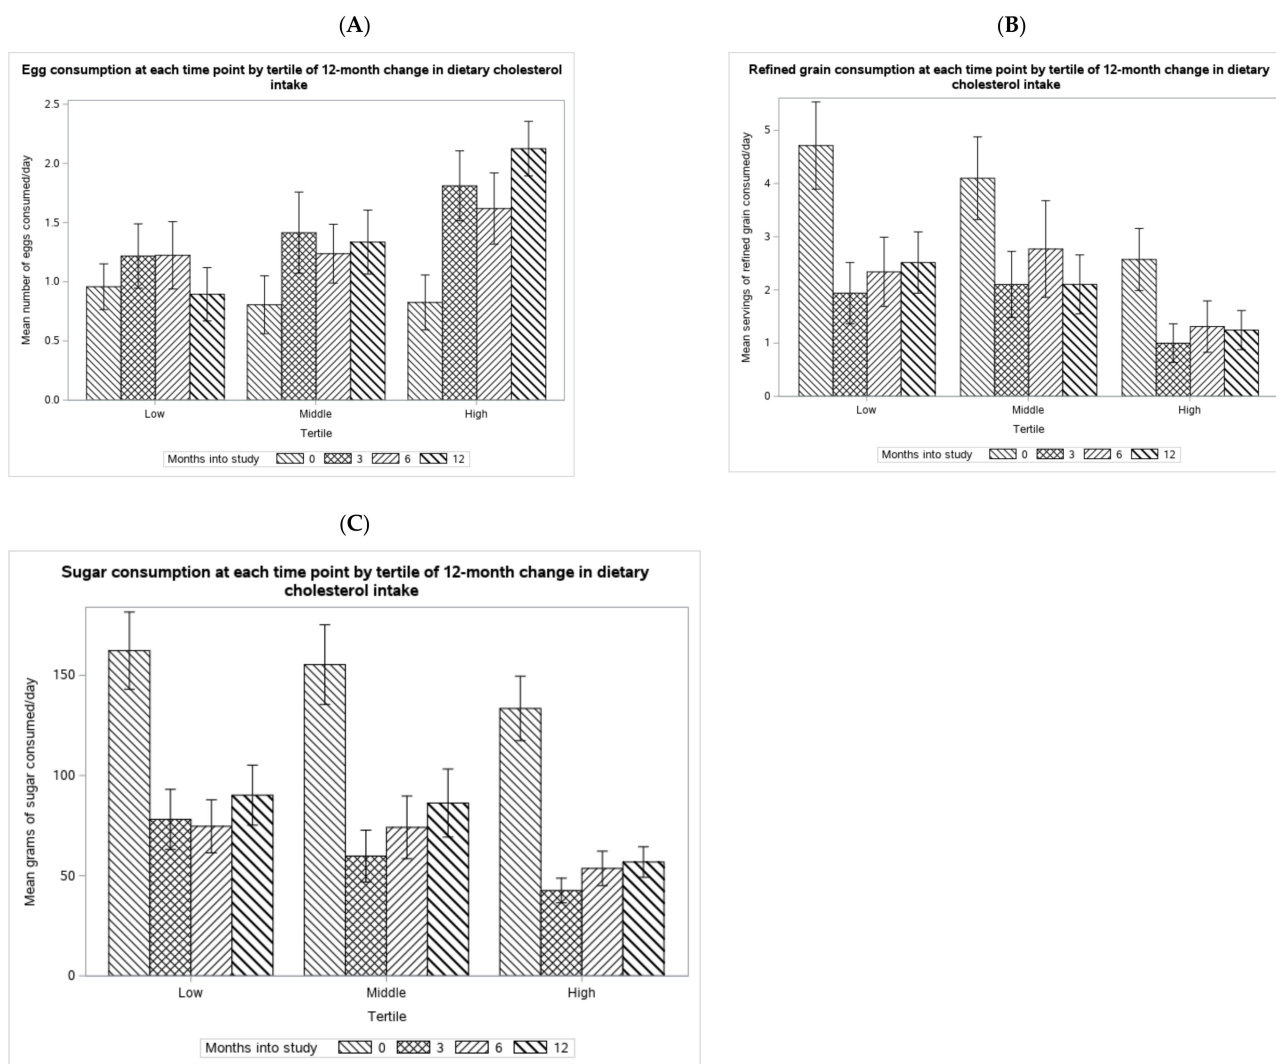 (A)
Egg consumption at each time point by tertile of 12-month change in dietary cholesterol
intake
Mean number of eggs consumed/day
2.5
2.0
1.5
1.0
0.5
0.0
Low Middle High
Tertile
Months into study 0 3 6 12
(B)
Refined grain consumption at each time point by tertile of 12-month change in dietary
cholesterol intake
Mean servings of refined grain consumed/day
5
4
3
2
1
0
Low Middle High
Tertile
Months into study 0 3 6 12
(C)
Sugar consumption at each time point by tertile of 12-month change in dietary
cholesterol intake
Mean grams of sugar consumed/day
150
100
50
0
Low Middle High
Tertile
Months into study 0 3 6 12